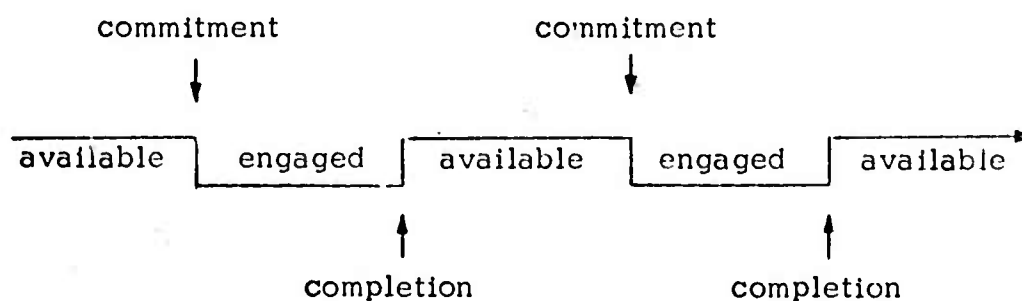 commitment commitment
available engaged available engaged available
completion completion